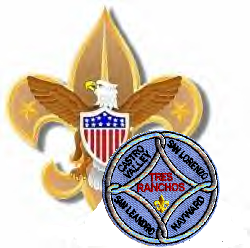 CASTRO
VALLEY
SAN LORENZO
TRES
RANCHOS
SAN LEANDRO
HAYWARD